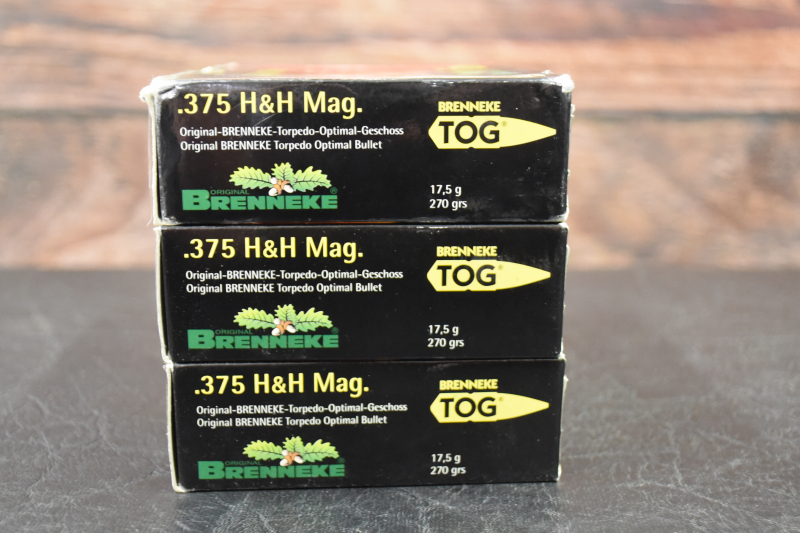 .375 H&H Mag.
Original-BRENNEKE-Torpedo-Optimal-Geschoss
Original BRENNEKE Torpedo Optimal Bullet
ORIGINAL
BRENNEKE®
BRENNEKE
TOG®
17,5 g
270 grs
.375 H&H Mag.
Original-BRENNEKE-Torpedo-Optimal-Geschoss
Original BRENNEKE Torpedo Optimal Bullet
ORIGINAL
BRENNEKE
BRENNEKE
TOG®
17,5 g
270 grs
.375 H&H Mag.
Original-BRENNEKE-Torpedo-Optimal-Geschoss
Original BRENNEKE Torpedo Optimal Bullet
ORIGINAL
BRENNEKE
BRENNEKE
TOG®
17,5 g
270 grs